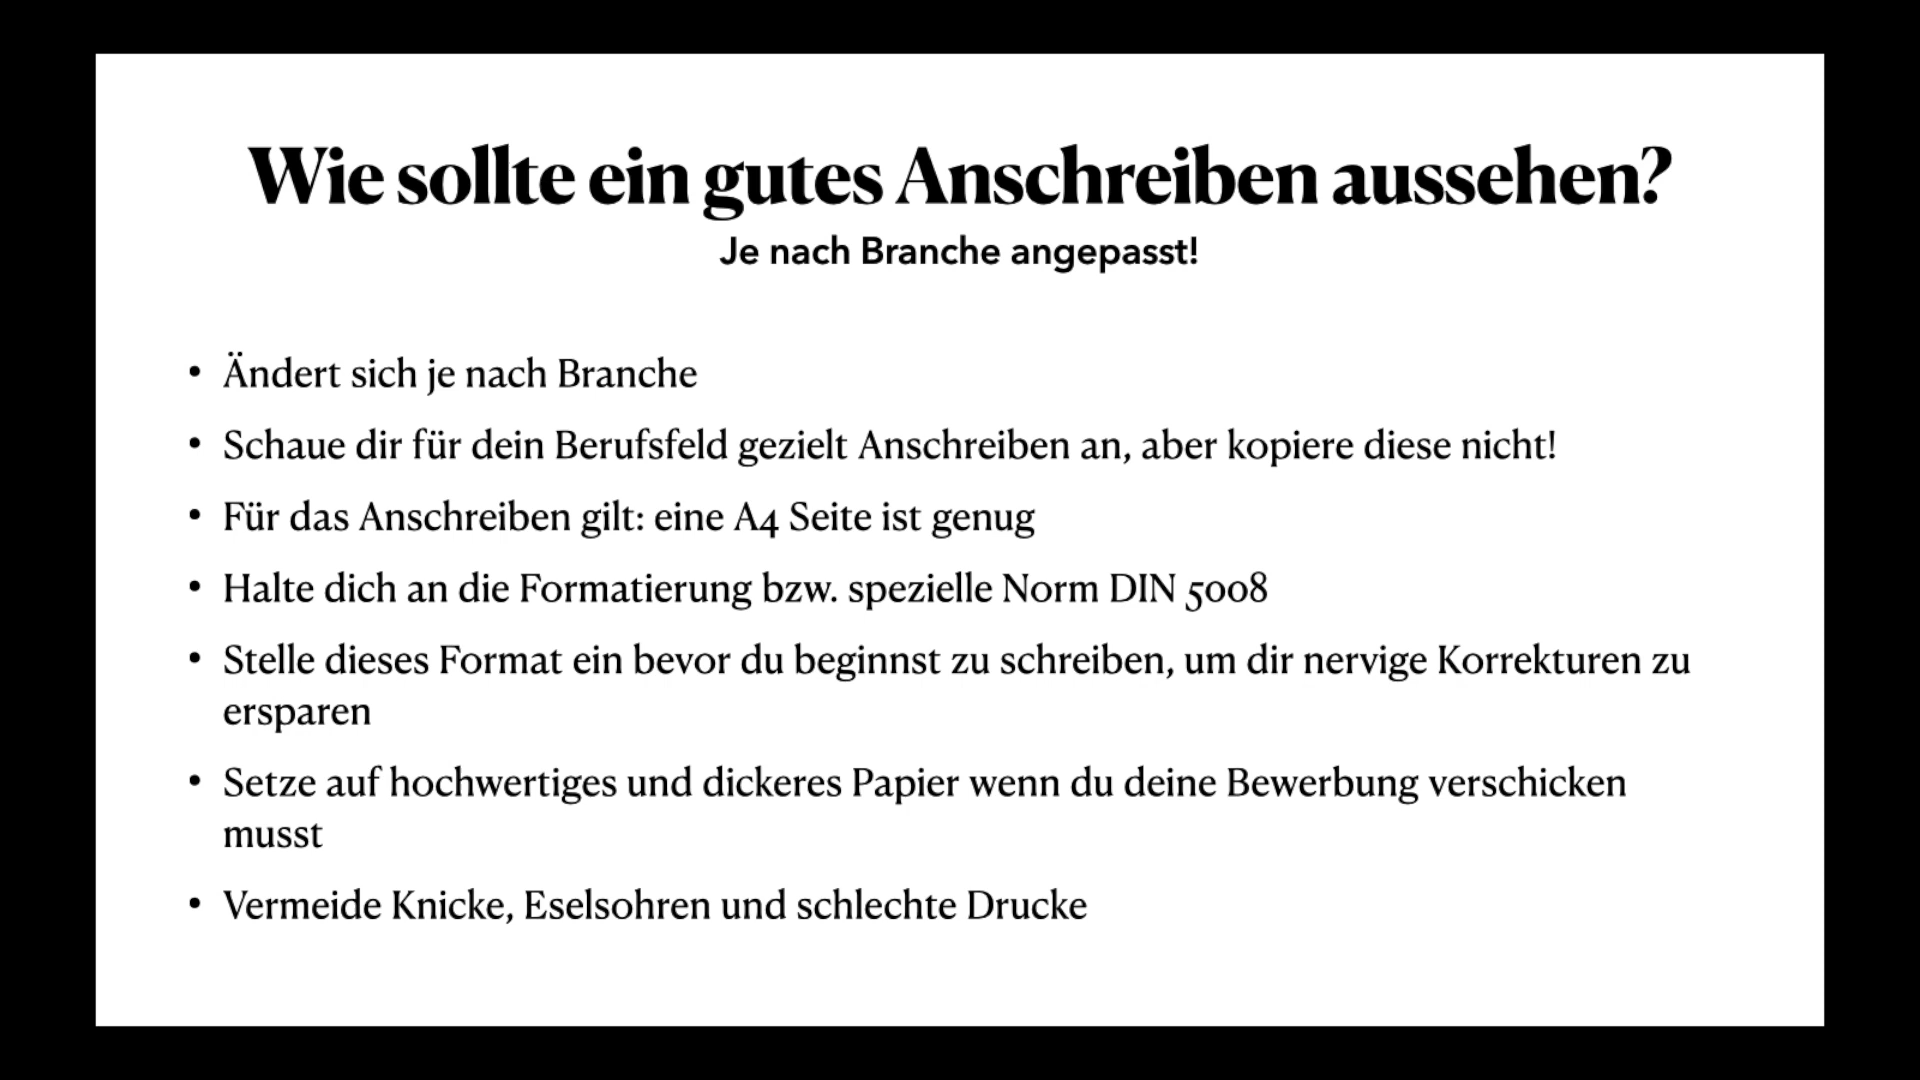 Wie sollte ein gutes Anschreiben aussehen?
Je nach Branche angepasst!
• Ändert sich je nach Branche
• Schaue dir für dein Berufsfeld gezielt Anschreiben an, aber kopiere diese nicht!
• Für das Anschreiben gilt: eine A4 Seite ist genug
• Halte dich an die Formatierung bzw. spezielle Norm DIN 5008
• Stelle dieses Format ein bevor du beginnst zu schreiben, um dir nervige Korrekturen zu
ersparen
• Setze auf hochwertiges und dickeres Papier wenn du deine Bewerbung verschicken
musst
• Vermeide Knicke, Eselsohren und schlechte Drucke